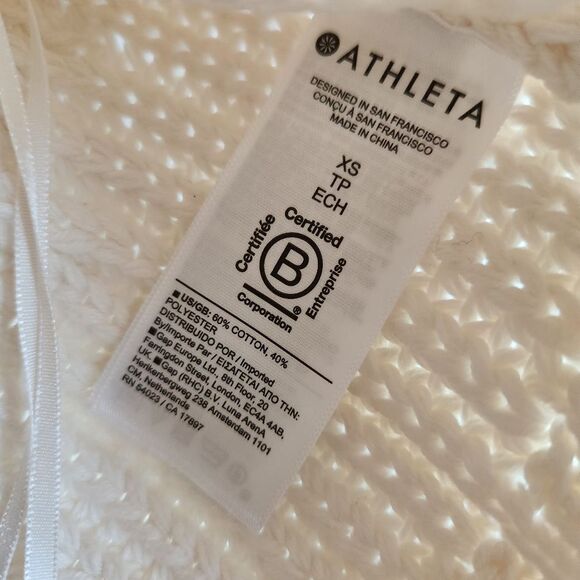 ATHLETA
DESIGNED IN SAN FRANCISCO
CONÇU À SAN FRANCISCO
MADE IN CHINA
XS
TP
ECH
Certified
Certifiée
B
®
Corporation
Entreprise
US/GB: 60% COTTON, 40%
POLYESTER
DISTRIBUIDO POR / Imported
By/Importe Par / ΕΙΣΑΓΕΤΑΙ ΑΠΟ ΤΗΝ:
Gap Europe Ltd., 6th Floor, 20
Farringdon Street, London, EC4A 4AB,
UK. Gap (RHC) B.V. Luna ArenA
Herikerbergweg 238 Amsterdam 1101
CM, Netherlands
RN 54023 / CA 17897